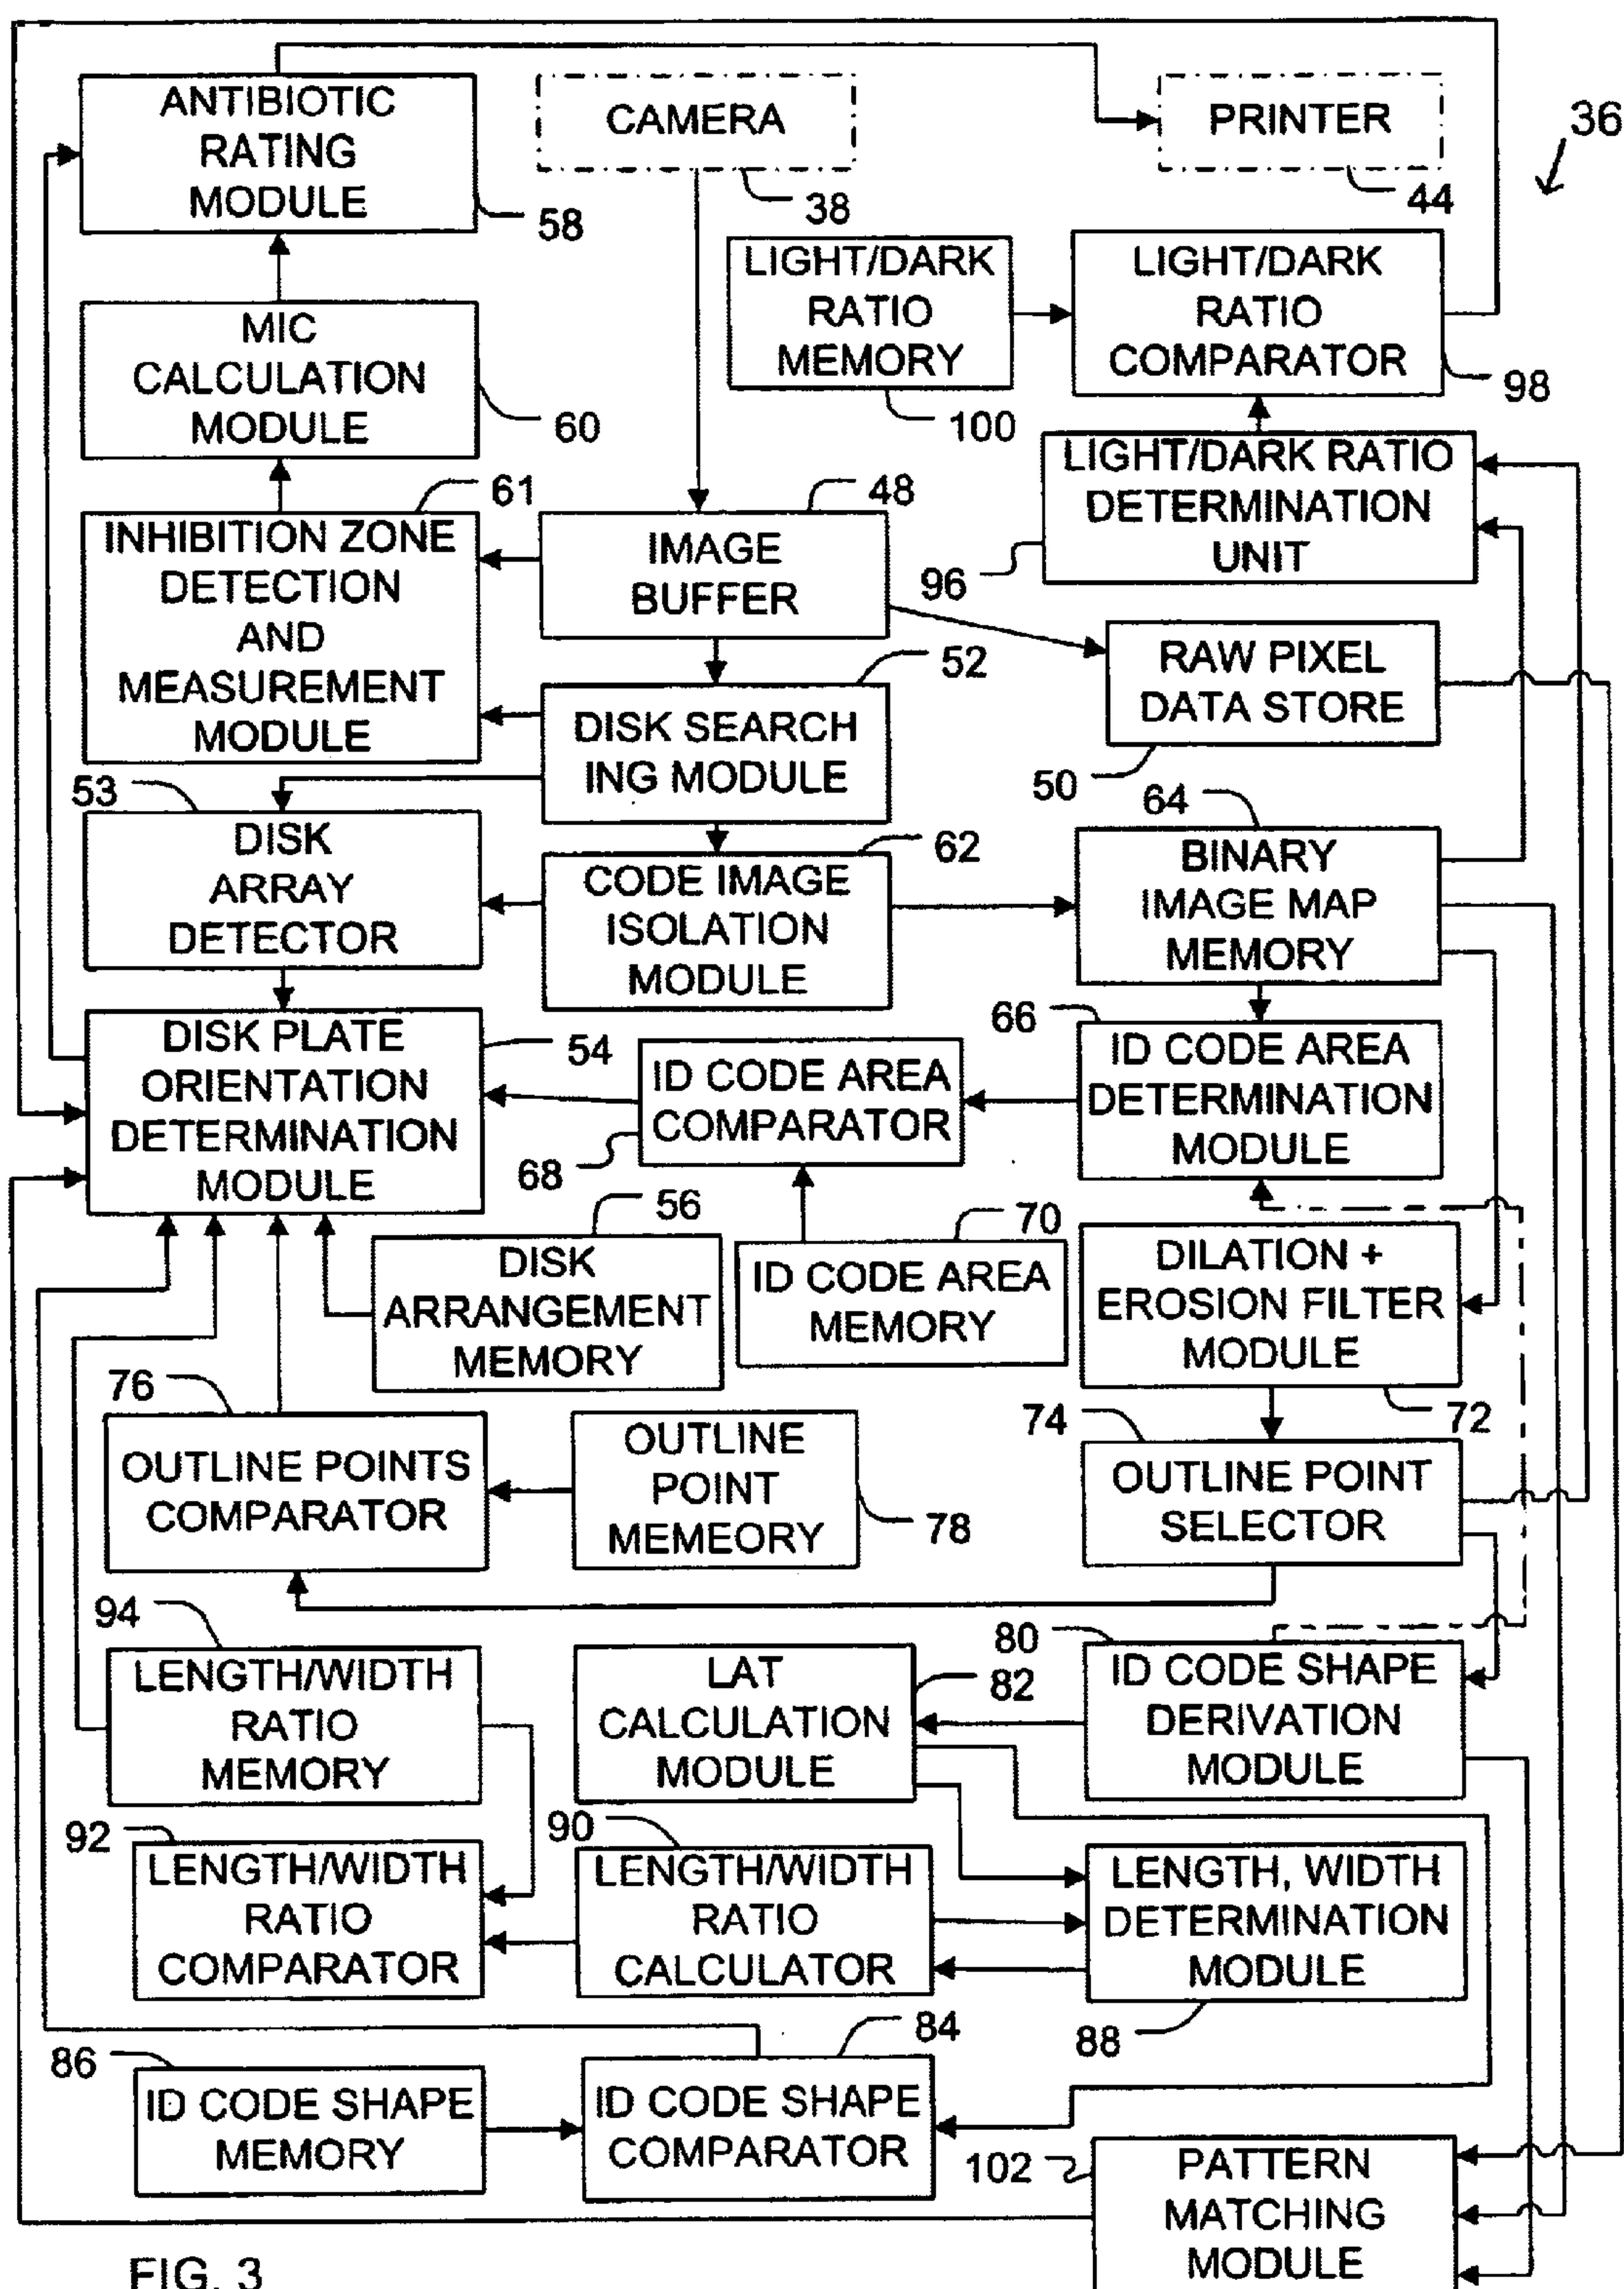 ANTIBIOTIC
RATING
MODULE
58
CAMERA
38
PRINTER
44
36
LIGHT/DARK
RATIO
MEMORY
100
LIGHT/DARK
RATIO
COMPARATOR
98
MIC
CALCULATION
MODULE
60
61
INHIBITION ZONE
DETECTION
AND
MEASUREMENT
MODULE
48
IMAGE
BUFFER
LIGHT/DARK RATIO
DETERMINATION
UNIT
96
52
DISK SEARCH
ING MODULE
RAW PIXEL
DATA STORE
50
53
DISK
ARRAY
DETECTOR
62
CODE IMAGE
ISOLATION
MODULE
64
BINARY
IMAGE MAP
MEMORY
DISK PLATE
ORIENTATION
DETERMINATION
MODULE
54
ID CODE AREA
COMPARATOR
68
66
ID CODE AREA
DETERMINATION
MODULE
56
DISK
ARRANGEMENT
MEMORY
70
ID CODE AREA
MEMORY
DILATION +
EROSION FILTER
MODULE
72
76
OUTLINE POINTS
COMPARATOR
OUTLINE
POINT
MEMEORY
78
74
OUTLINE POINT
SELECTOR
94
LENGTH/WIDTH
RATIO
MEMORY
LAT
CALCULATION
MODULE
82
80
ID CODE SHAPE
DERIVATION
MODULE
92
LENGTH/WIDTH
RATIO
COMPARATOR
90
LENGTH/WIDTH
RATIO
CALCULATOR
LENGTH, WIDTH
DETERMINATION
MODULE
88
86
ID CODE SHAPE
MEMORY
84
ID CODE SHAPE
COMPARATOR
102
PATTERN
MATCHING
MODULE
FIG. 3